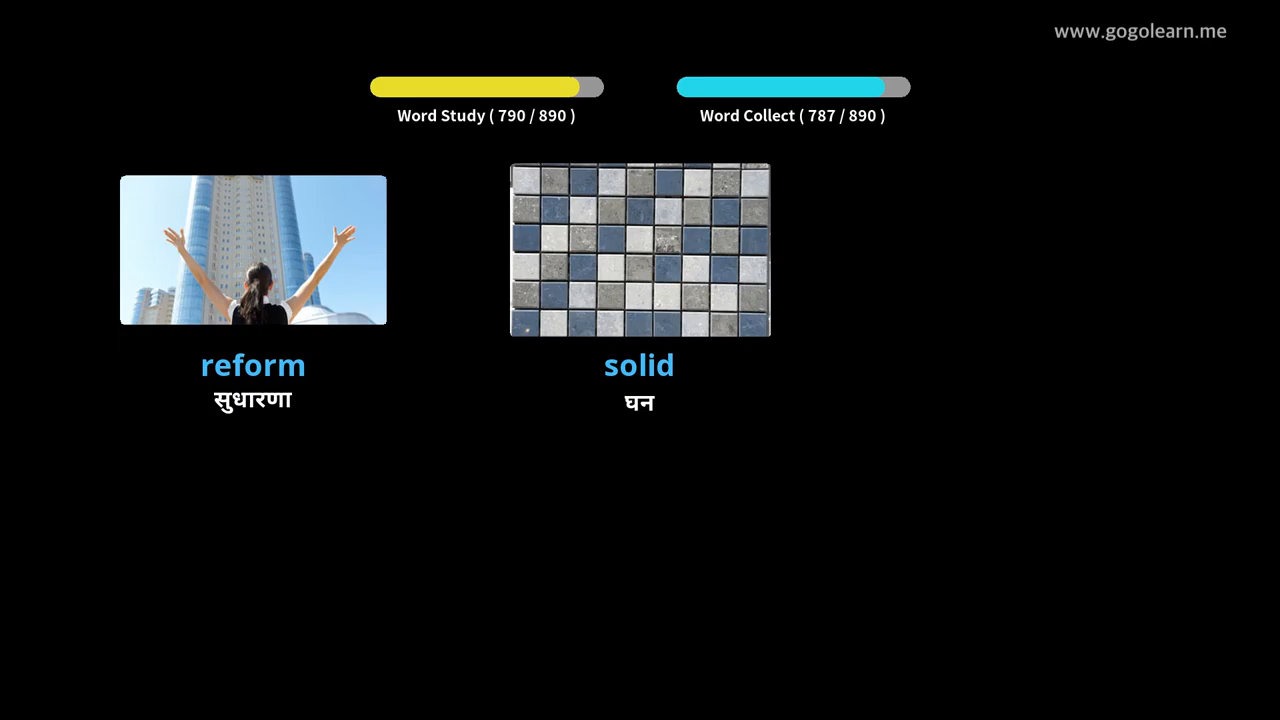 www.gogolearn.me
Word Study ( 790 / 890 )
Word Collect ( 787 / 890 )
reform
सुधारणा
solid
घन